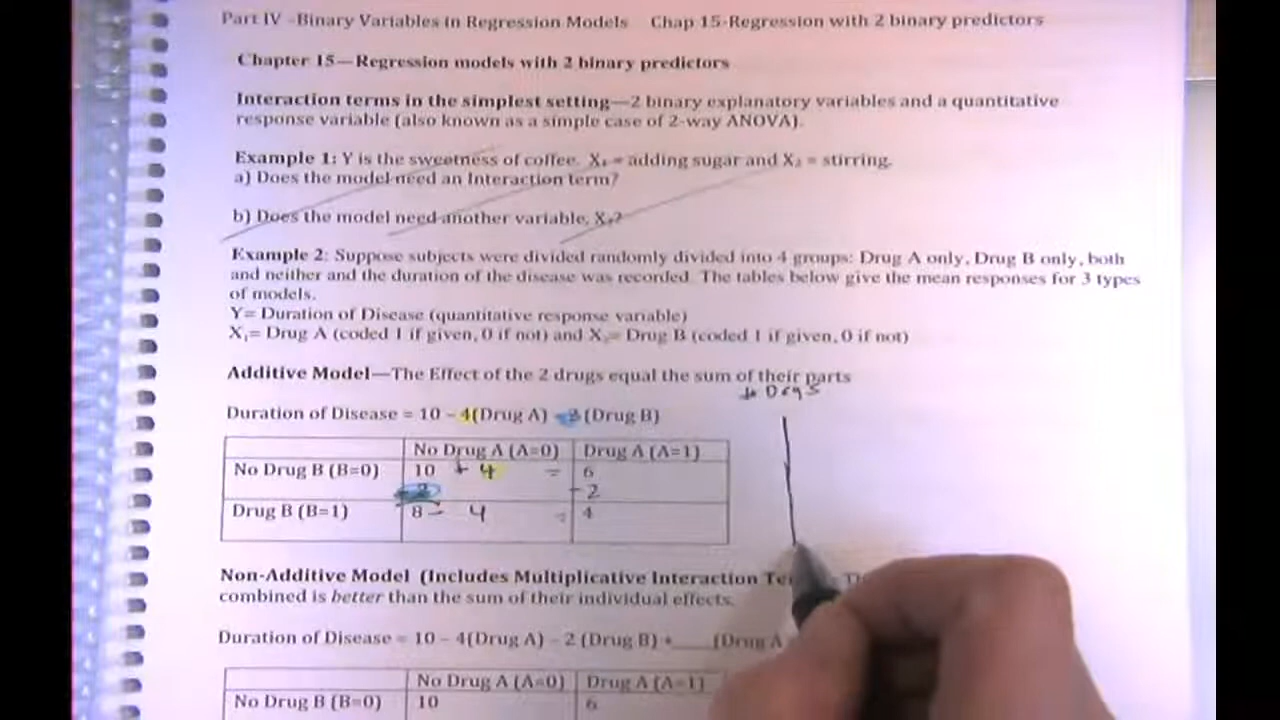 Part IV -Binary Variables in Regression Models Chap 15-Regression with 2 binary predictors
Chapter 15—Regression models with 2 binary predictors
Interaction terms in the simplest setting—2 binary explanatory variables and a quantitative
response variable (also known as a simple case of 2-way ANOVA).
Example 1: Y is the sweetness of coffee. X₁ = adding sugar and X₂ = stirring.
a) Does the model need an Interaction term?
b) Does the model need another variable, X₃?
Example 2: Suppose subjects were divided randomly divided into 4 groups: Drug A only, Drug B only, both
and neither and the duration of the disease was recorded. The tables below give the mean responses for 3 types
of models.
Y= Duration of Disease (quantitative response variable)
X₁= Drug A (coded 1 if given, 0 if not) and X₂= Drug B (coded 1 if given, 0 if not)
Additive Model—The Effect of the 2 drugs equal the sum of their parts
Duration of Disease = 10 – 4(Drug A) (Drug B)
No Drug A (A=0) Drug A (A=1)
No Drug B (B=0) 10 4 = 6
- 2
Drug B (B=1) 8 - 4 = 4
Non-Additive Model (Includes Multiplicative Interaction
combined is better than the sum of their individual effects.
Duration of Disease = 10 – 4(Drug A) – 2 (Drug B) +____(Drug A
No Drug A (A=0) Drug A (A=1)
No Drug B (B=0) 10 6